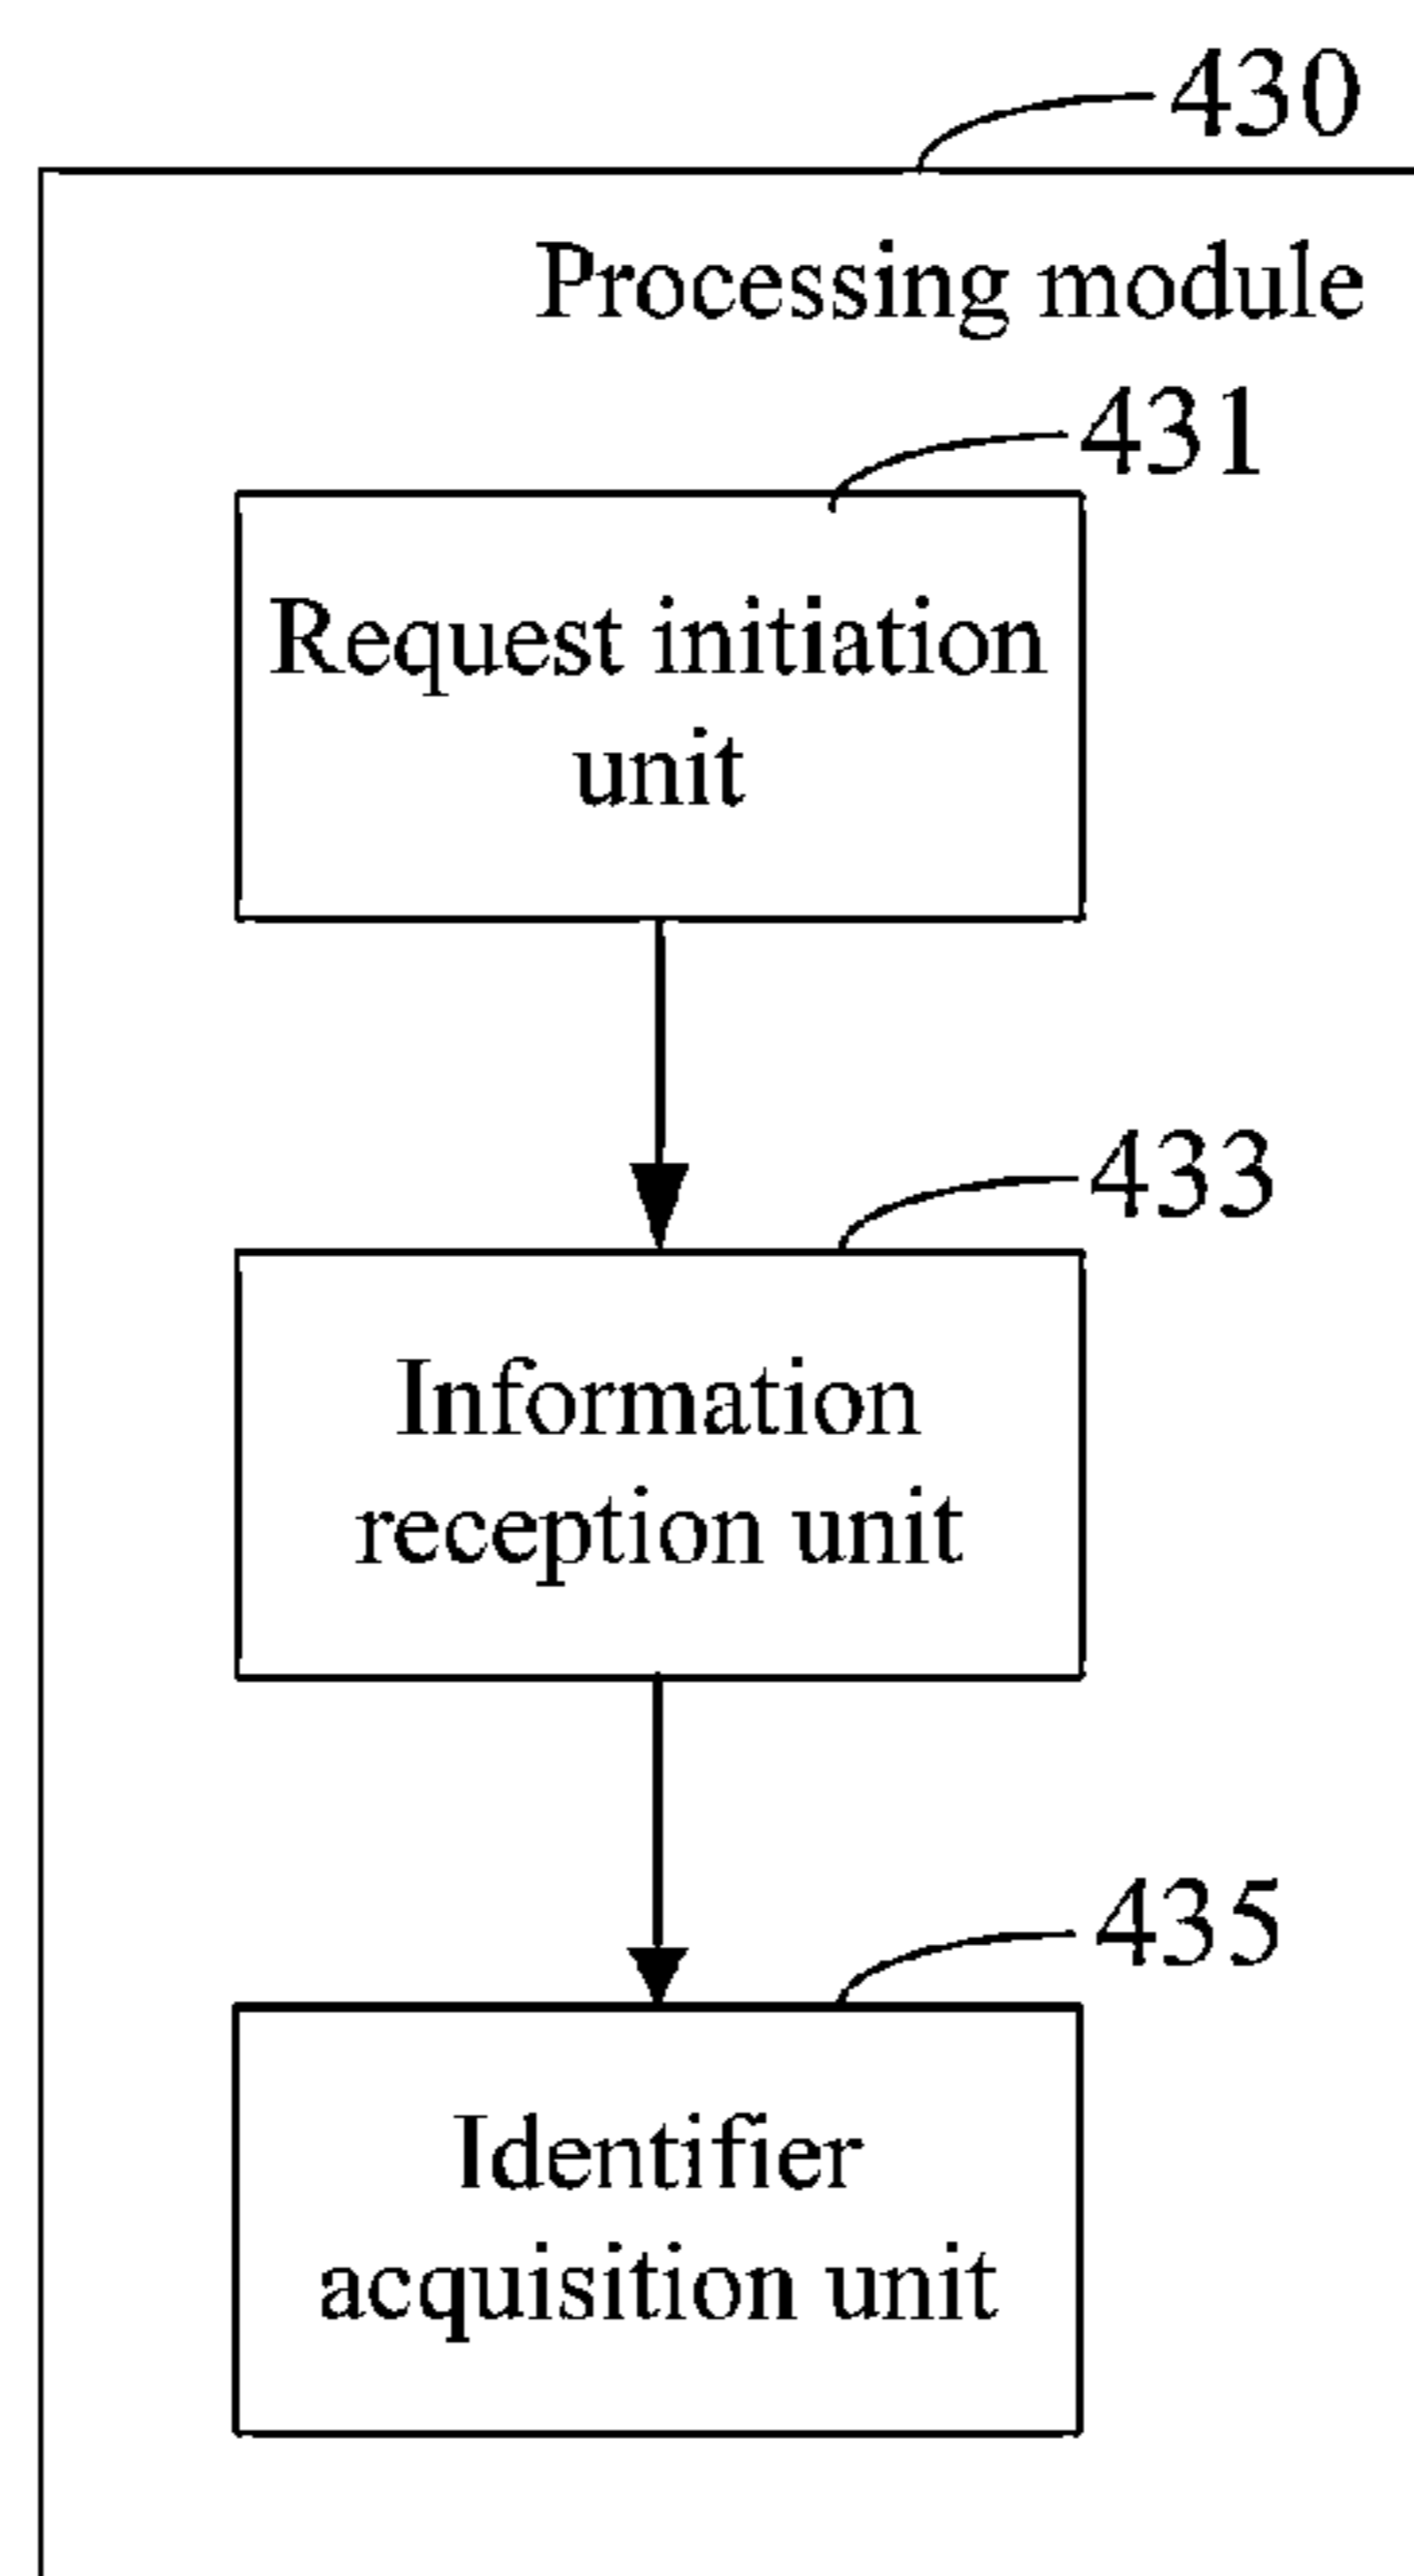 430
Processing module
431
Request initiation
unit
433
Information
reception unit
435
Identifier
acquisition unit